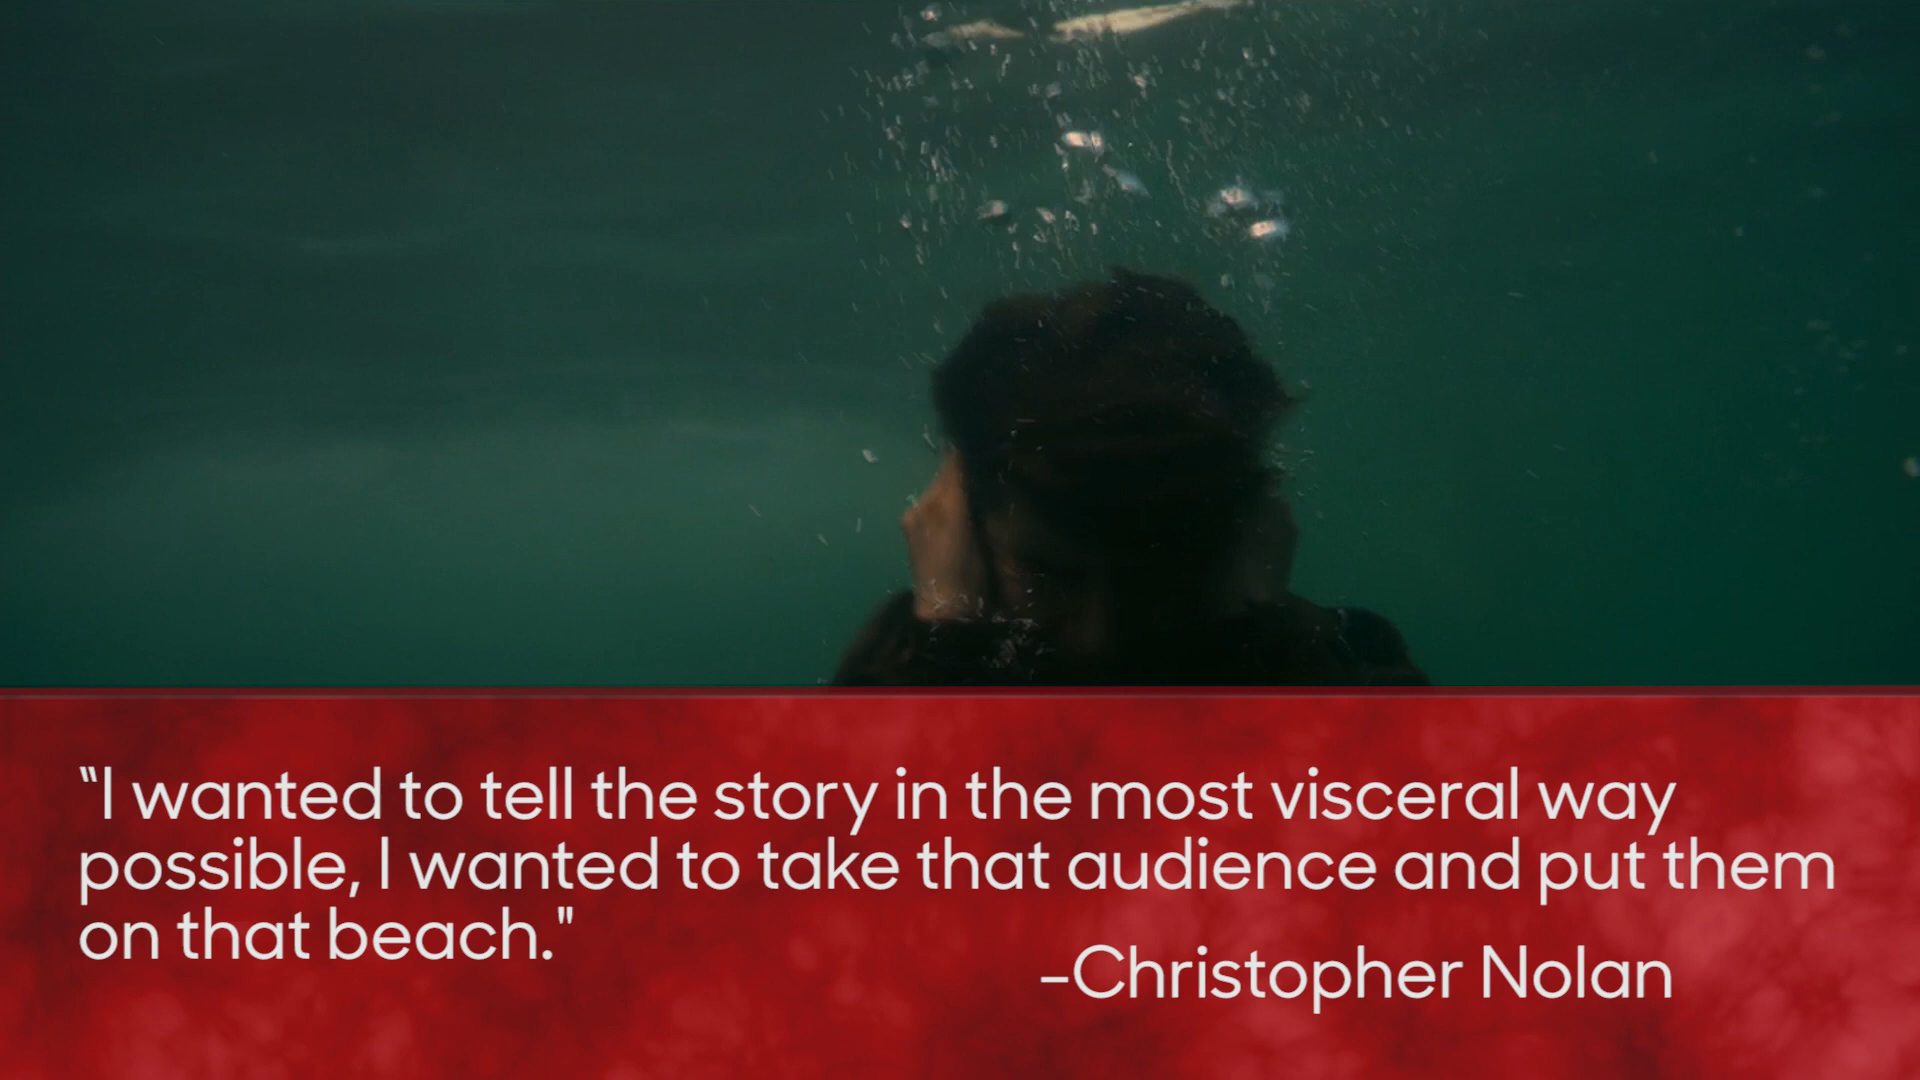 “I wanted to tell the story in the most visceral way
possible, I wanted to take that audience and put them
on that beach."
–Christopher Nolan